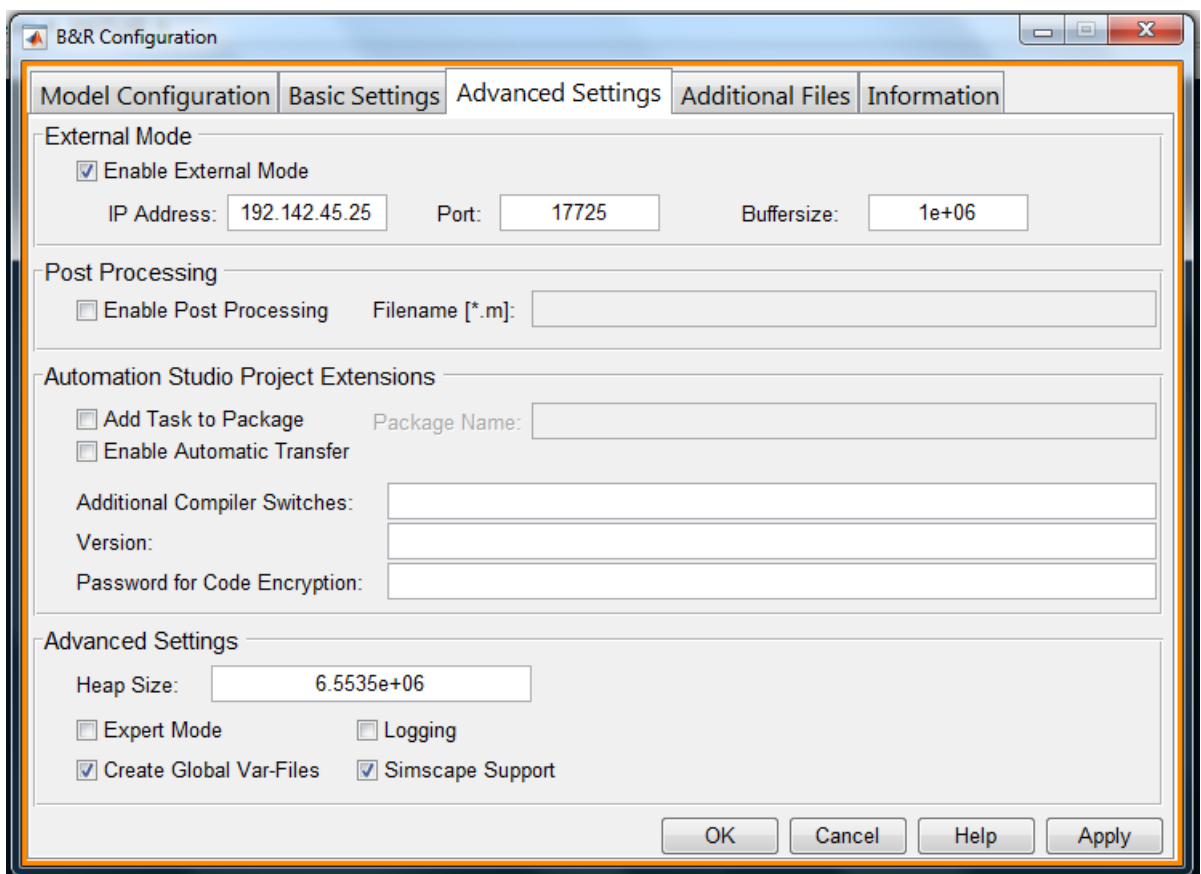 B&R Configuration
Model Configuration Basic Settings Advanced Settings Additional Files Information
External Mode
Enable External Mode
IP Address: 192.142.45.25 Port: 17725 Buffersize: 1e+06
Post Processing
Enable Post Processing Filename [*.m]:
Automation Studio Project Extensions
Add Task to Package Package Name:
Enable Automatic Transfer
Additional Compiler Switches:
Version:
Password for Code Encryption:
Advanced Settings
Heap Size: 6.5535e+06
Expert Mode Logging
Create Global Var-Files Simscape Support
OK Cancel Help Apply